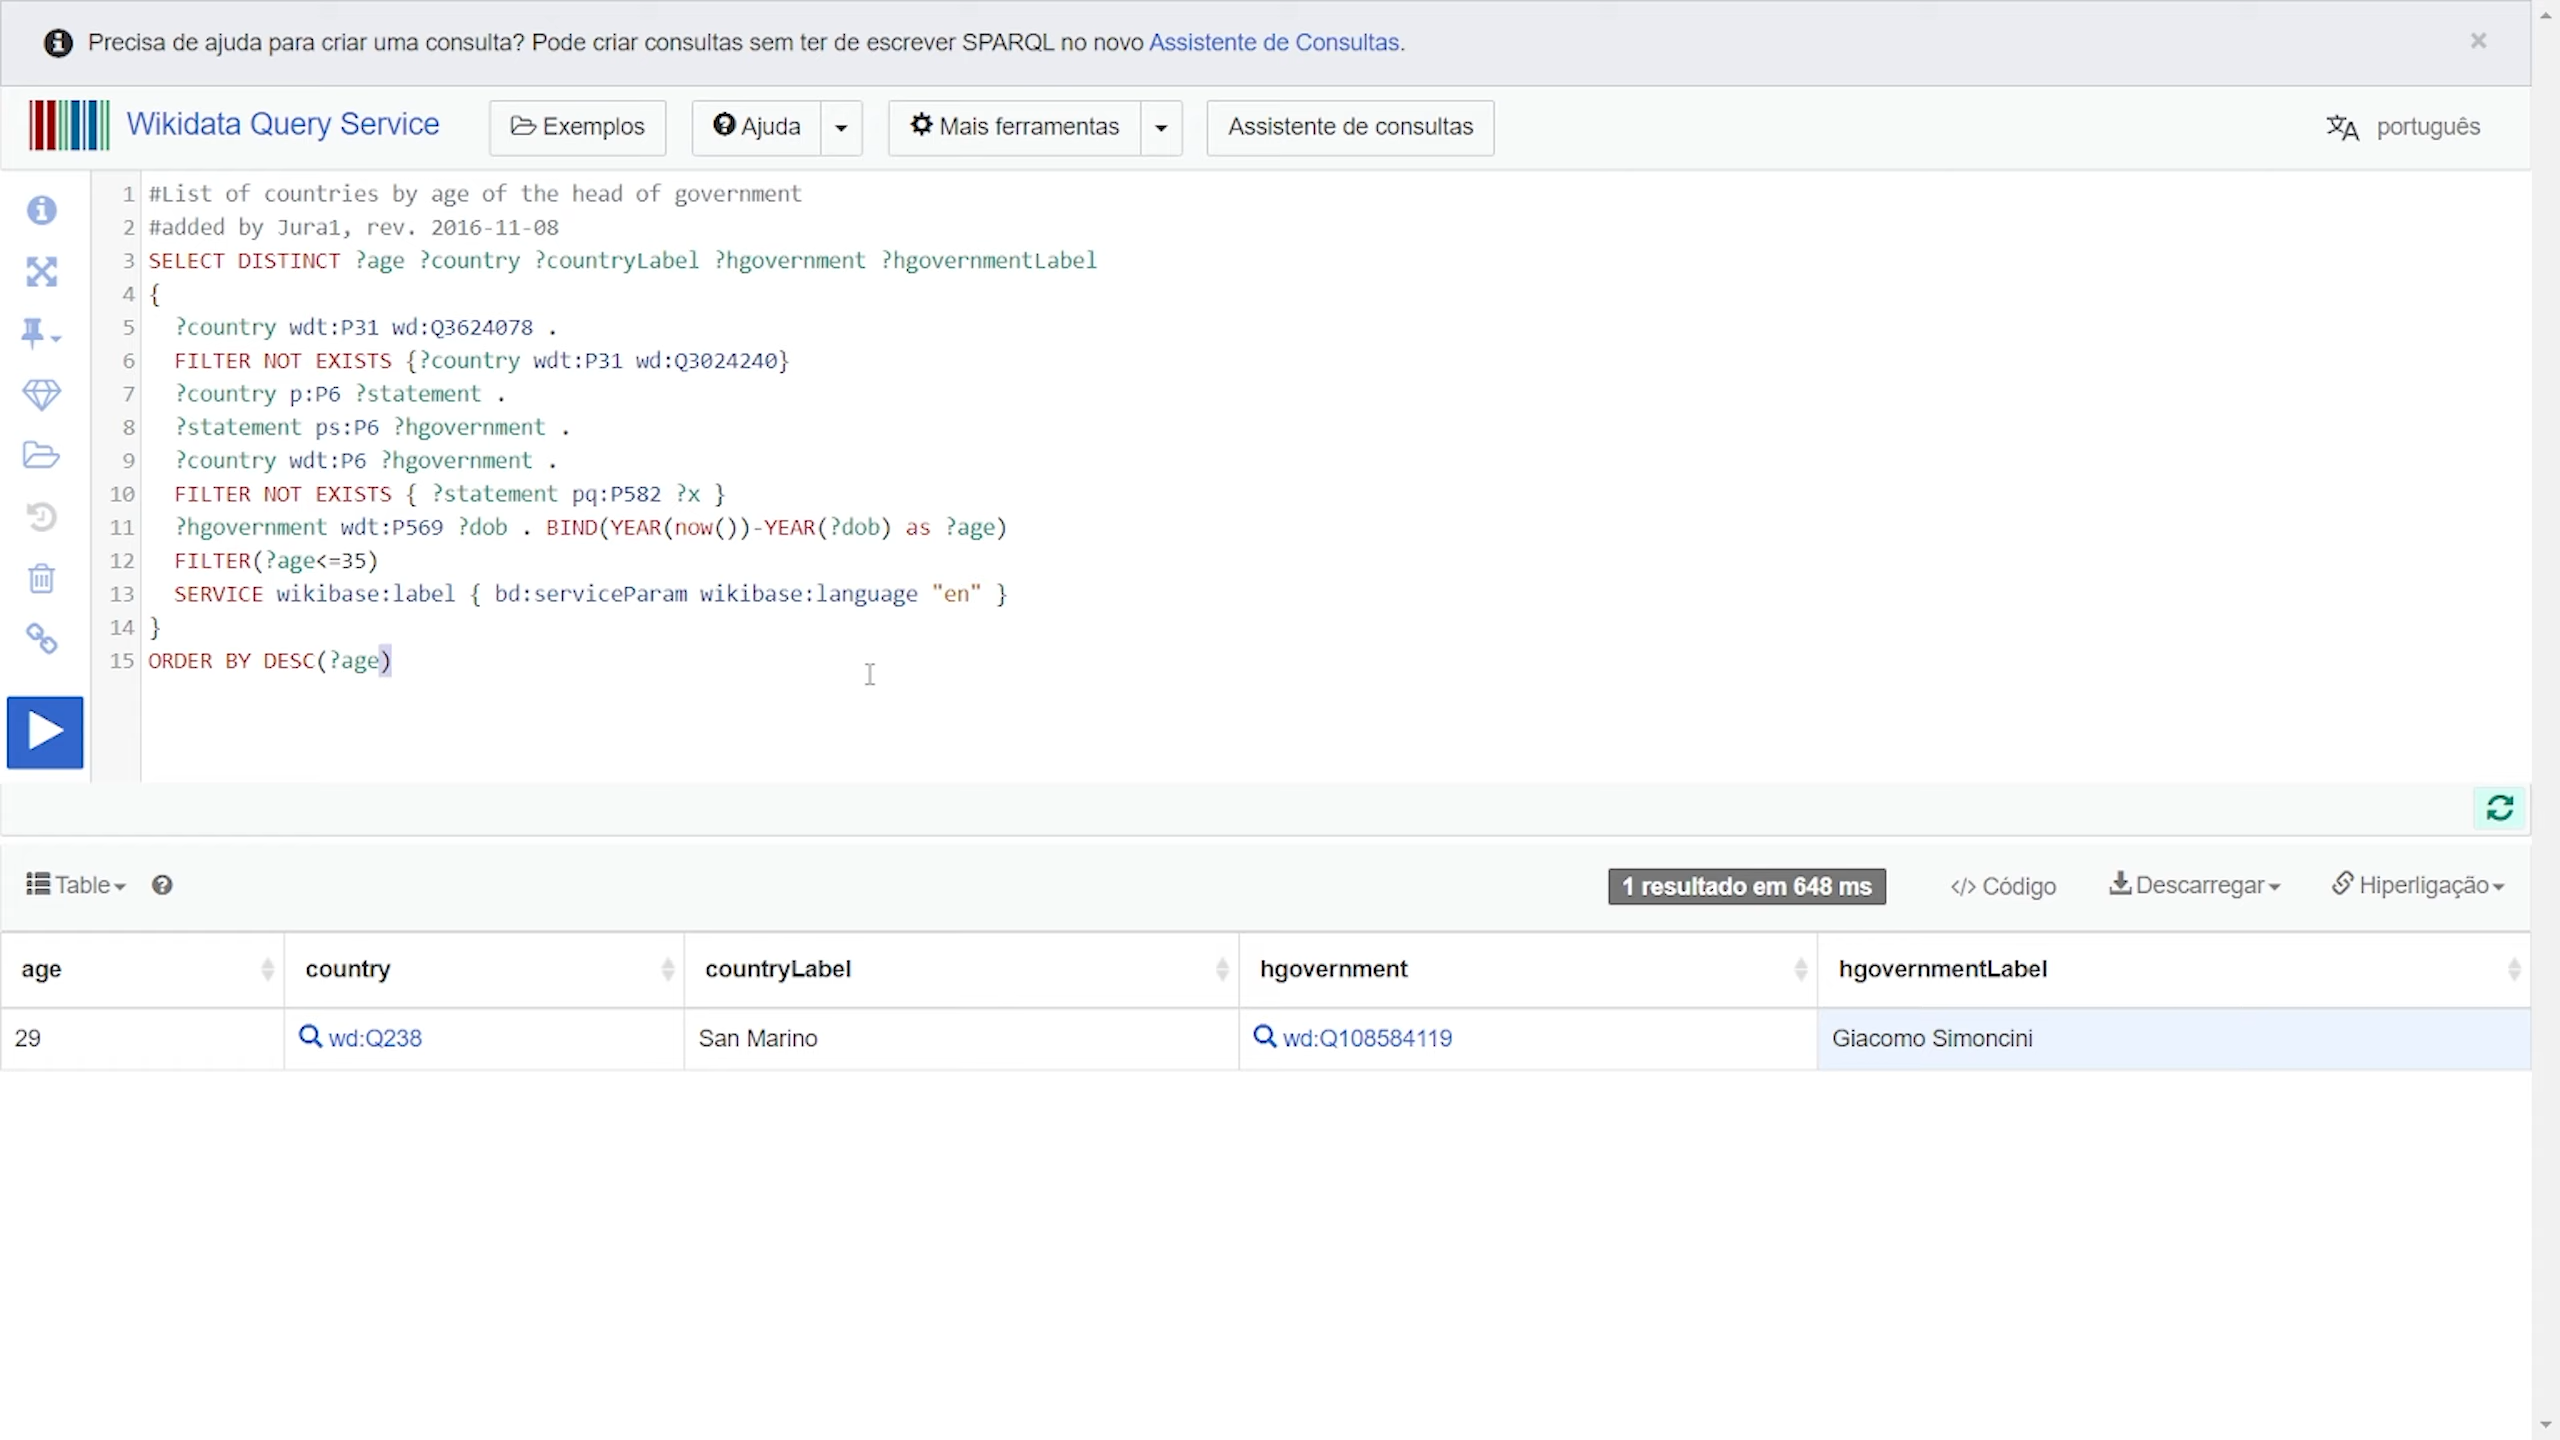 Precisa de ajuda para criar uma consulta? Pode criar consultas sem ter de escrever SPARQL no novo Assistente de Consultas.
Wikidata Query Service
Exemplos
Ajuda
Mais ferramentas
Assistente de consultas
português
1 #List of countries by age of the head of government
2 #added by Jura1, rev. 2016-11-08
3 SELECT DISTINCT ?age ?country ?countryLabel ?hgovernment ?hgovernmentLabel
4 {
5 ?country wdt:P31 wd:Q3624078 .
6 FILTER NOT EXISTS {?country wdt:P31 wd:Q3024240}
7 ?country p:P6 ?statement .
8 ?statement ps:P6 ?hgovernment .
9 ?country wdt:P6 ?hgovernment .
10 FILTER NOT EXISTS { ?statement pq:P582 ?x }
11 ?hgovernment wdt:P569 ?dob . BIND(YEAR(now())-YEAR(?dob) as ?age)
12 FILTER(?age<=35)
13 SERVICE wikibase:label { bd:serviceParam wikibase:language "en" }
14 }
15 ORDER BY DESC(?age)
Table
1 resultado em 648 ms
</> Código
Descarregar
Hiperligação
age country countryLabel hgovernment hgovernmentLabel
29 wd:Q238 San Marino wd:Q108584119 Giacomo Simoncini